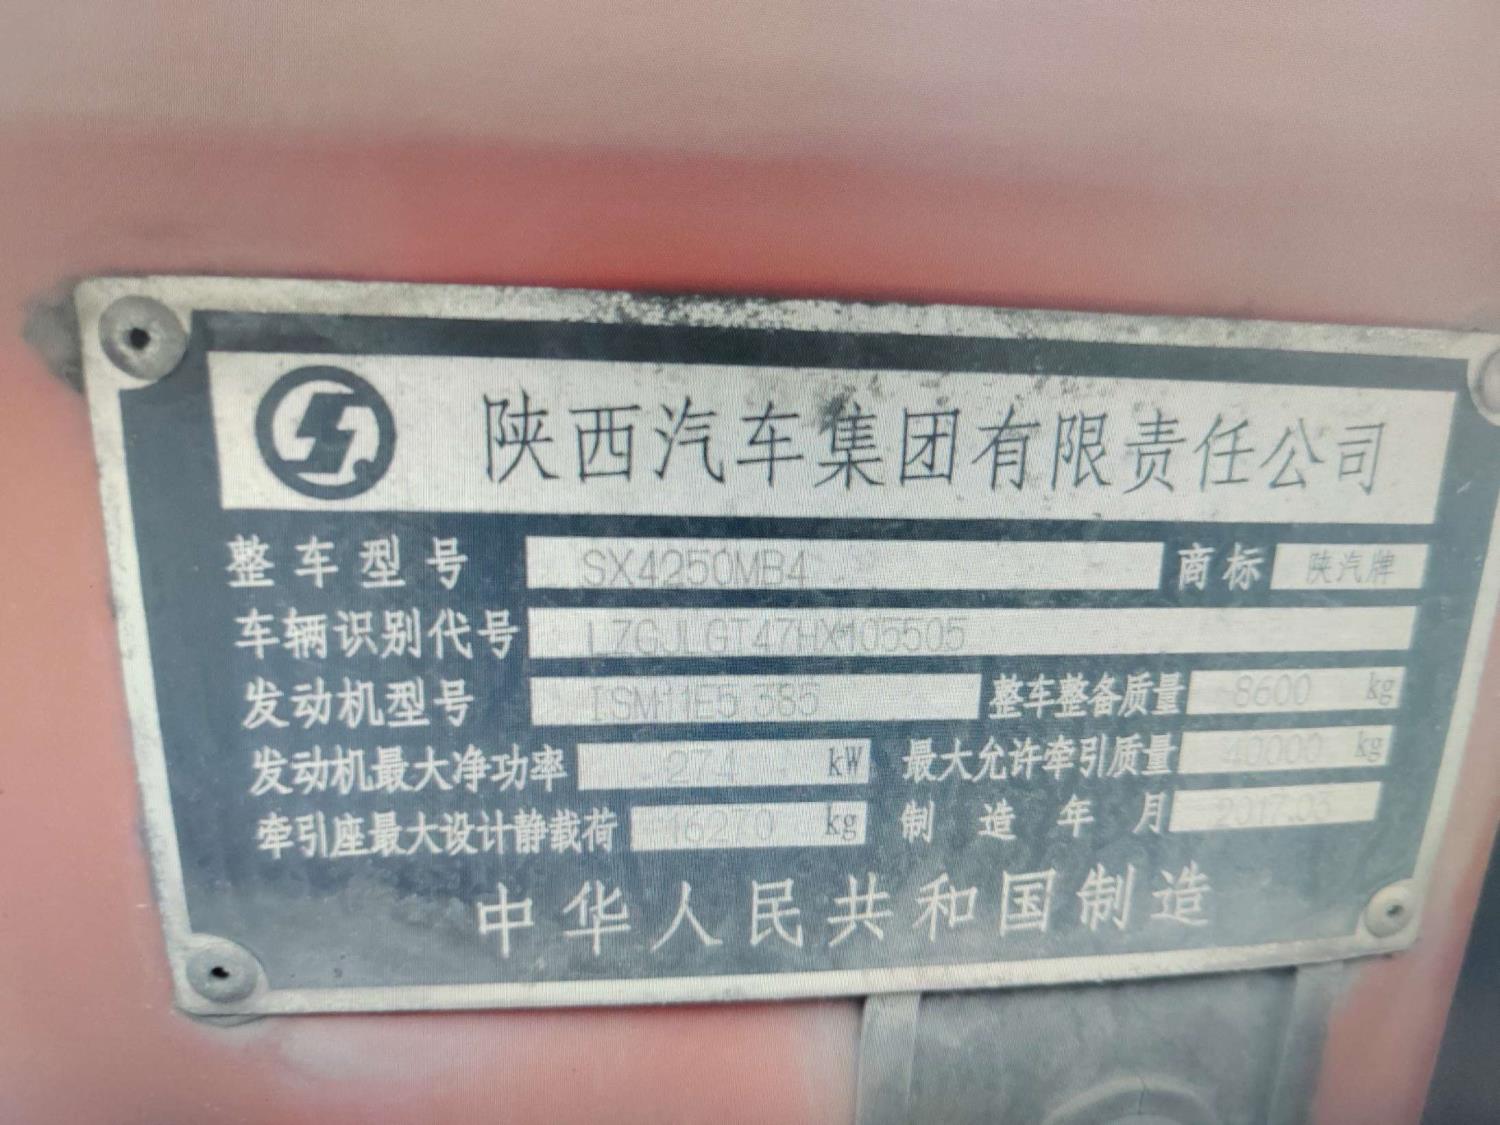 陕西汽车集团有限责任公司
整车型号 SX4250MB4 商标 陕汽牌
车辆识别代号 LZGJLGT47HX105505
发动机型号 ISM11E5 385 整车整备质量 8600 kg
发动机最大净功率 274 kW 最大允许牵引质量 40000 kg
牵引座最大设计静载荷 16270 kg 制造年月 2017.03
中华人民共和国制造